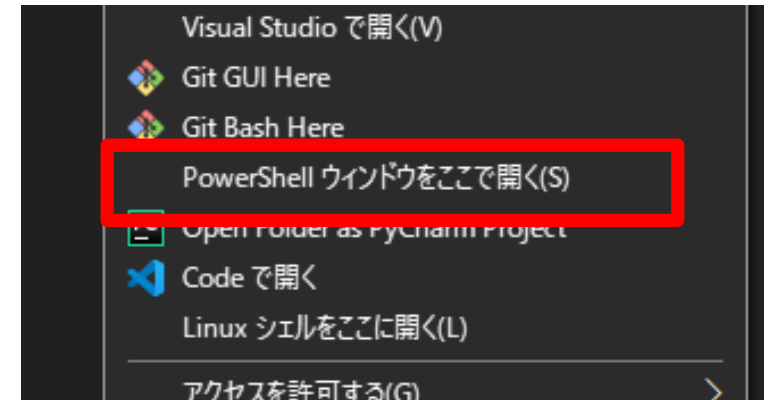 Visual Studio で開く(V)
Git GUI Here
Git Bash Here
PowerShell ウィンドウをここで開く(S)
Open Folder as PyCharm Project
Code で開く
Linux シェルをここに開く(L)
アクセスを許可する(G)